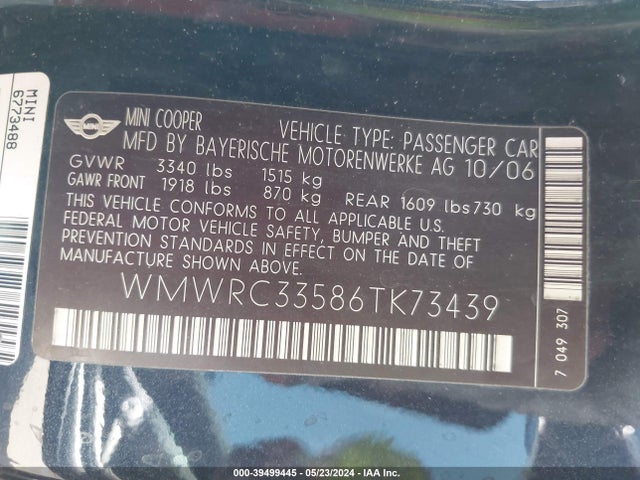 MINI
6773488
MINI
MINI COOPER
VEHICLE TYPE: PASSENGER CAR
MFD BY BAYERISCHE MOTORENWERKE AG 10/06
GVWR 3340 lbs 1515 kg
GAWR FRONT 1918 lbs 870 kg REAR 1609 lbs 730 kg
THIS VEHICLE CONFORMS TO ALL APPLICABLE U.S.
FEDERAL MOTOR VEHICLE SAFETY, BUMPER AND THEFT
PREVENTION STANDARDS IN EFFECT ON THE DATE OF
MANUFACTURE SHOWN ABOVE.
WMWRC33586TK73439
7 049 307
000-39499445 - 05/23/2024 - IAA Inc.